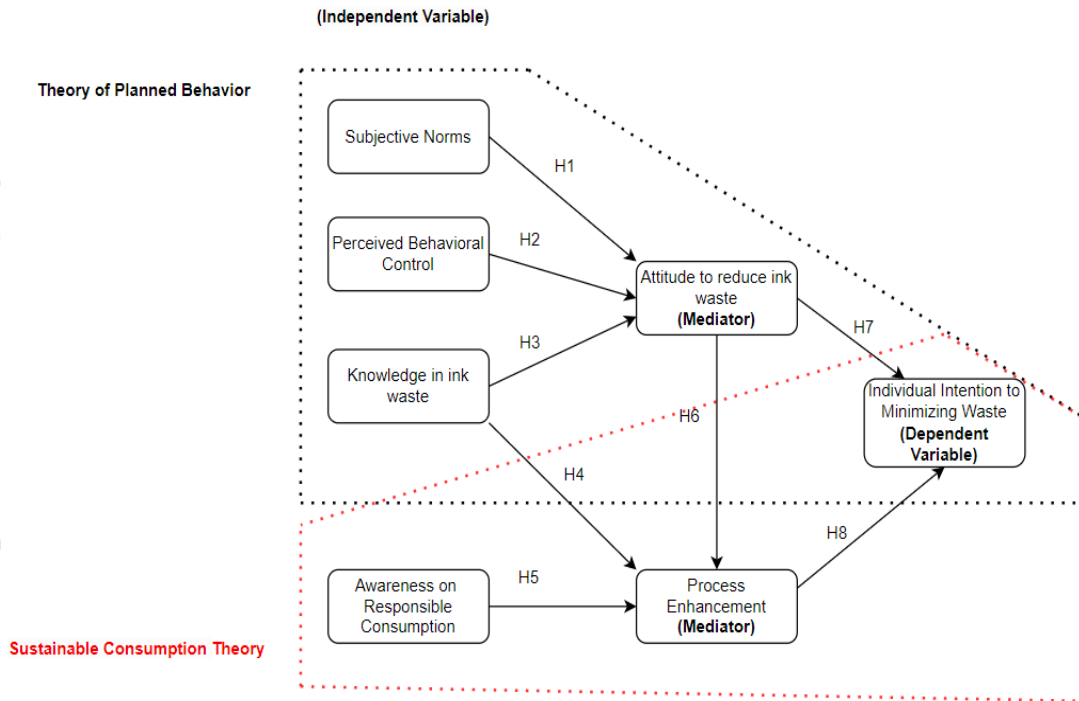 (Independent Variable)
Theory of Planned Behavior
Subjective Norms
H1
Perceived Behavioral
Control
H2
Attitude to reduce ink
waste
(Mediator)
H3
H7
Knowledge in ink
waste
Individual Intention to
Minimizing Waste
(Dependent
Variable)
H6
H4
H8
Awareness on
Responsible
Consumption
H5
Process
Enhancement
(Mediator)
Sustainable Consumption Theory